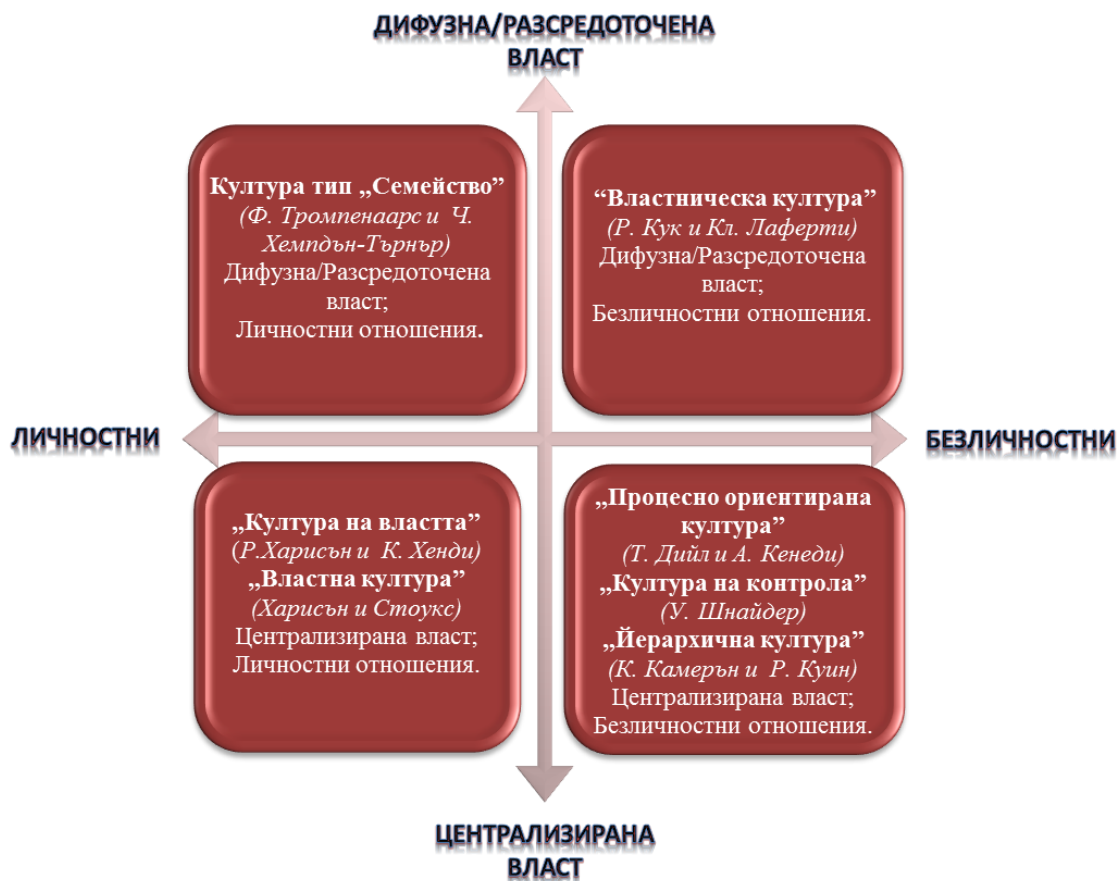 ДИФУЗНА/РАЗСРЕДОТОЧЕНА
ВЛАСТ
Култура тип „Семейство”
(Ф. Тромпенаарс и Ч.
Хемпдън-Търнър)
Дифузна/Разсредоточена
власт;
Личностни отношения.
“Властническа култура”
(Р. Кук и Кл. Лаферти)
Дифузна/Разсредоточена
власт;
Безличностни отношения.
ЛИЧНОСТНИ
БЕЗЛИЧНОСТНИ
„Култура на властта”
(Р.Харисън и К. Хенди)
„Властна култура”
(Харисън и Стоукс)
Централизирана власт;
Личностни отношения.
„Процесно ориентирана
култура”
(Т. Дийл и А. Кенеди)
„Култура на контрола”
(У. Шнайдер)
„Йерархична култура”
(К. Камерън и Р. Куин)
Централизирана власт;
Безличностни отношения.
ЦЕНТРАЛИЗИРАНА
ВЛАСТ